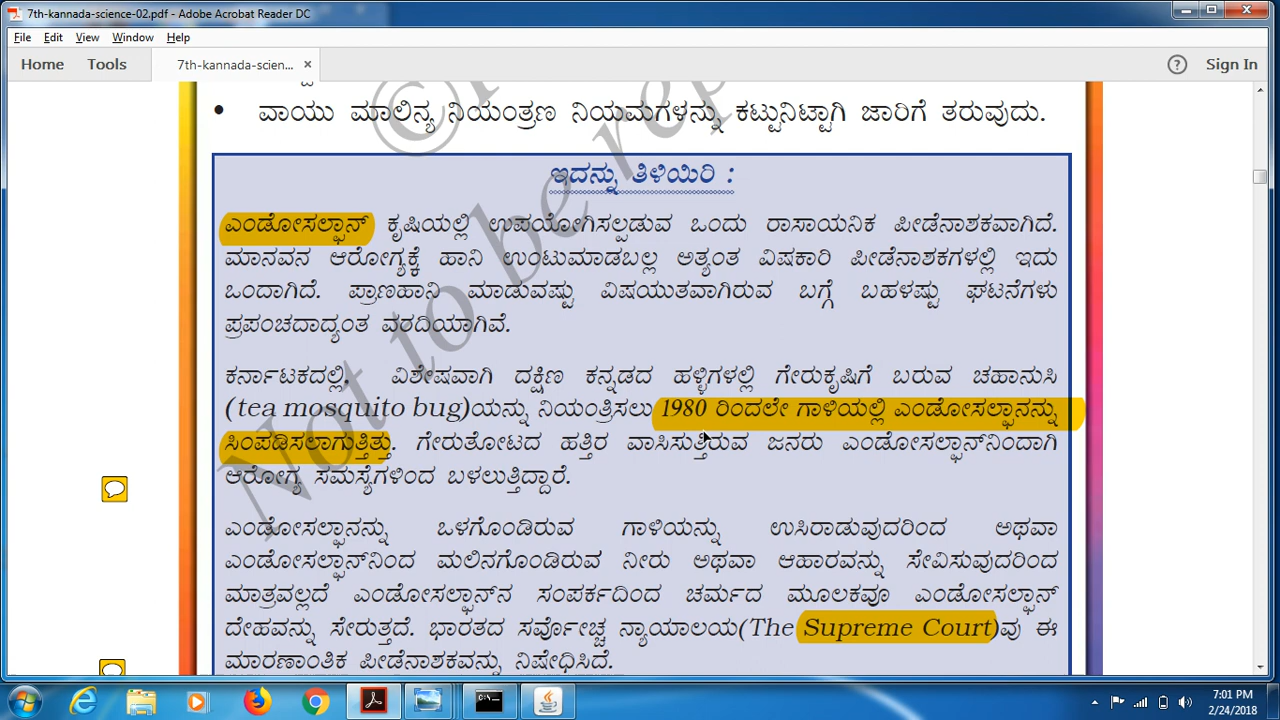 7th-kannada-science-02.pdf - Adobe Acrobat Reader DC
File Edit View Window Help
Home Tools 7th-kannada-scien... × ? Sign In
• ವಾಯು ಮಾಲಿನ್ಯ ನಿಯಂತ್ರಣ ನಿಯಮಗಳನ್ನು ಕಟ್ಟುನಿಟ್ಟಾಗಿ ಜಾರಿಗೆ ತರುವುದು.
ಇದನ್ನು ತಿಳಿಯಿರಿ :
ಎಂಡೋಸಲ್ಫಾನ್ ಕೃಷಿಯಲ್ಲಿ ಉಪಯೋಗಿಸಲ್ಪಡುವ ಒಂದು ರಾಸಾಯನಿಕ ಪೀಡೆನಾಶಕವಾಗಿದೆ.
ಮಾನವನ ಆರೋಗ್ಯಕ್ಕೆ ಹಾನಿ ಉಂಟುಮಾಡಬಲ್ಲ ಅತ್ಯಂತ ವಿಷಕಾರಿ ಪೀಡೆನಾಶಕಗಳಲ್ಲಿ ಇದು
ಒಂದಾಗಿದೆ. ಪ್ರಾಣಹಾನಿ ಮಾಡುವಷ್ಟು ವಿಷಯುತವಾಗಿರುವ ಬಗ್ಗೆ ಬಹಳಷ್ಟು ಘಟನೆಗಳು
ಪ್ರಪಂಚದಾದ್ಯಂತ ವರದಿಯಾಗಿವೆ.
ಕರ್ನಾಟಕದಲ್ಲಿ, ವಿಶೇಷವಾಗಿ ದಕ್ಷಿಣ ಕನ್ನಡದ ಹಳ್ಳಿಗಳಲ್ಲಿ ಗೇರುಕೃಷಿಗೆ ಬರುವ ಚಹಾನುಸಿ
(tea mosquito bug)ಯನ್ನು ನಿಯಂತ್ರಿಸಲು 1980 ರಿಂದಲೇ ಗಾಳಿಯಲ್ಲಿ ಎಂಡೋಸಲ್ಫಾನನ್ನು
ಸಿಂಪಡಿಸಲಾಗುತ್ತಿತ್ತು. ಗೇರುತೋಟದ ಹತ್ತಿರ ವಾಸಿಸುತ್ತಿರುವ ಜನರು ಎಂಡೋಸಲ್ಫಾನ್‌ನಿಂದಾಗಿ
ಆರೋಗ್ಯ ಸಮಸ್ಯೆಗಳಿಂದ ಬಳಲುತ್ತಿದ್ದಾರೆ.
ಎಂಡೋಸಲ್ಫಾನನ್ನು ಒಳಗೊಂಡಿರುವ ಗಾಳಿಯನ್ನು ಉಸಿರಾಡುವುದರಿಂದ ಅಥವಾ
ಎಂಡೋಸಲ್ಫಾನ್‌ನಿಂದ ಮಲಿನಗೊಂಡಿರುವ ನೀರು ಅಥವಾ ಆಹಾರವನ್ನು ಸೇವಿಸುವುದರಿಂದ
ಮಾತ್ರವಲ್ಲದೆ ಎಂಡೋಸಲ್ಫಾನ್‌ನ ಸಂಪರ್ಕದಿಂದ ಚರ್ಮದ ಮೂಲಕವೂ ಎಂಡೋಸಲ್ಫಾನ್
ದೇಹವನ್ನು ಸೇರುತ್ತದೆ. ಭಾರತದ ಸರ್ವೋಚ್ಚ ನ್ಯಾಯಾಲಯ(The Supreme Court)ವು ಈ
ಮಾರಣಾಂತಿಕ ಪೀಡೆನಾಶಕವನ್ನು ನಿಷೇಧಿಸಿದೆ.
Not to be rep
7:01 PM
2/24/2018